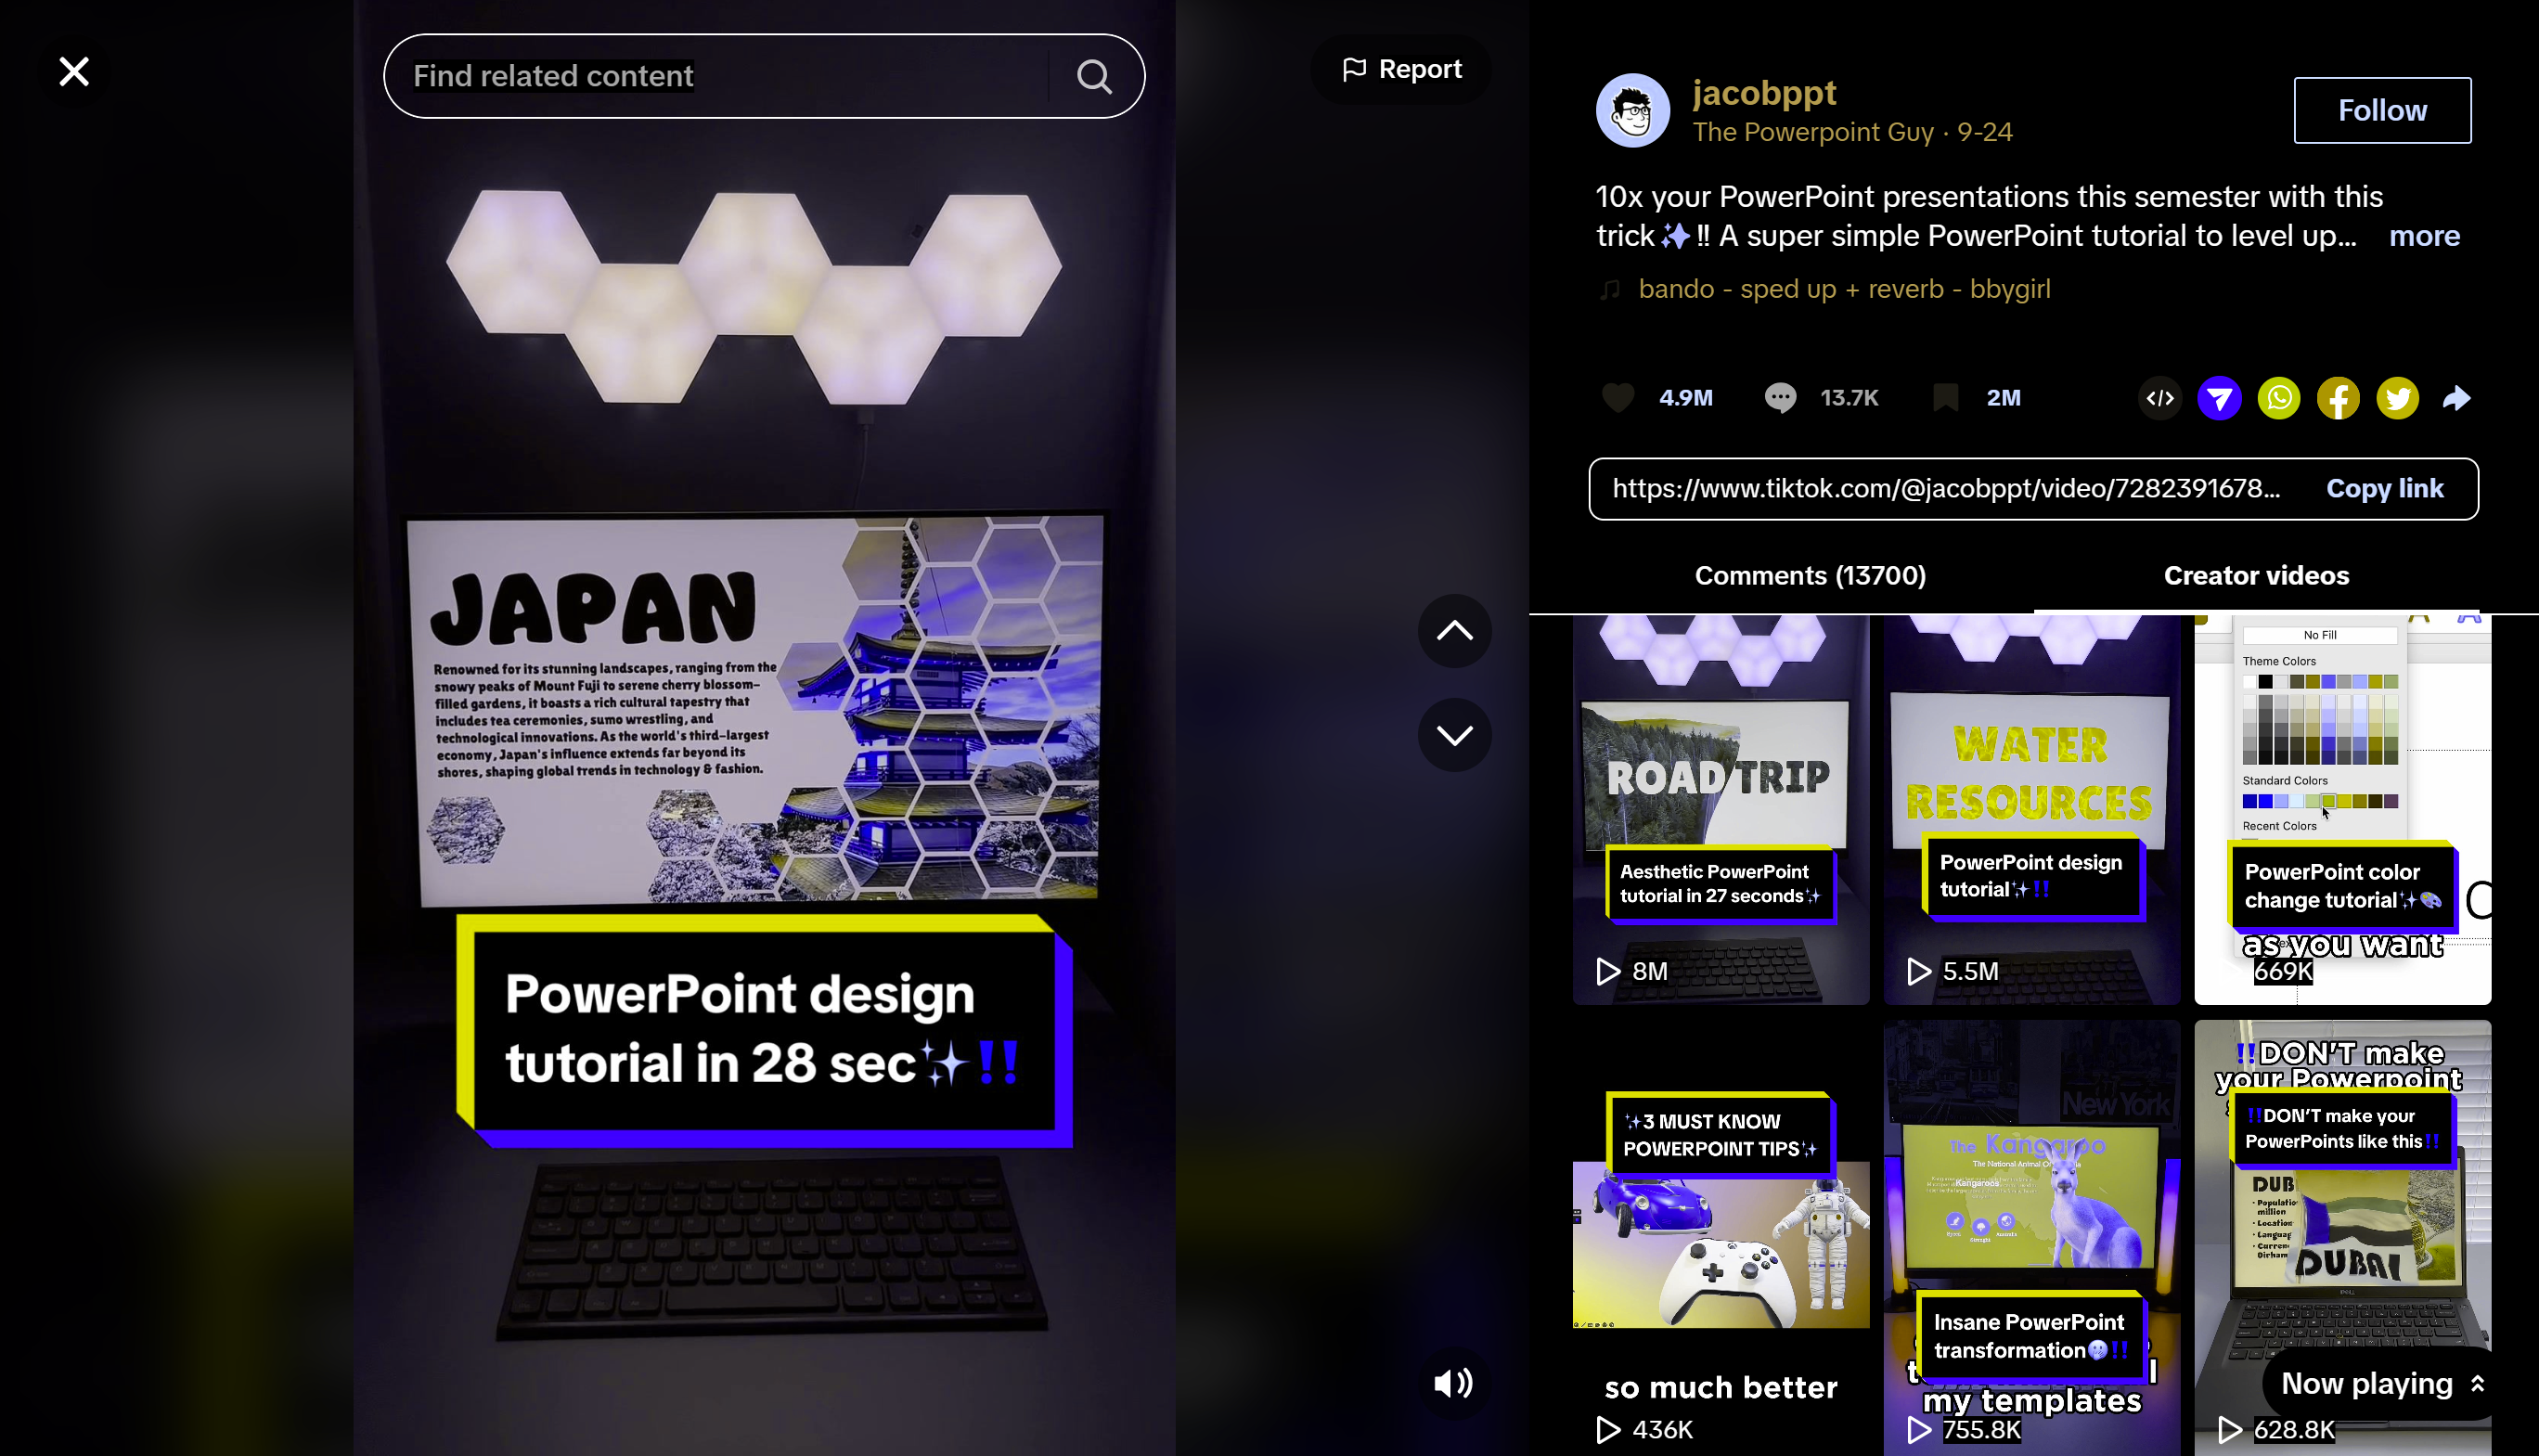 Find related content
Report
JAPAN
Renowned for its stunning landscapes, ranging from the
snowy peaks of Mount Fuji to serene cherry blossom-
filled gardens, it boasts a rich cultural tapestry that
includes tea ceremonies, sumo wrestling, and
technological innovations. As the world's third-largest
economy, Japan's influence extends far beyond its
shores, shaping global trends in technology & fashion.
PowerPoint design
tutorial in 28 sec✨‼
jacobppt
The Powerpoint Guy · 9-24
Follow
10x your PowerPoint presentations this semester with this
trick✨‼ A super simple PowerPoint tutorial to level up... more
bando - sped up + reverb - bbygirl
4.9M
13.7K
2M
https://www.tiktok.com/@jacobppt/video/7282391678... Copy link
Comments (13700)
Creator videos
ROAD TRIP
Aesthetic PowerPoint
tutorial in 27 seconds✨
8M
WATER
RESOURCES
PowerPoint design
tutorial✨‼
5.5M
No Fill
Theme Colors
Standard Colors
Recent Colors
PowerPoint color
change tutorial✨🎨
as you want
669K
✨3 MUST KNOW
POWERPOINT TIPS✨
so much better
436K
New York
The Kangaroo
The National Animal
Kangaroos
Insane PowerPoint
transformation🤯‼
my templates
755.8K
‼DON'T make
your Powerpoint
‼DON'T make your
PowerPoints like this‼
DUB
DUBAI
628.8K
Now playing